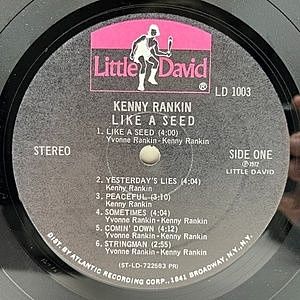 Little David
®
LD 1003
KENNY RANKIN
LIKE A SEED
1. LIKE A SEED (4:00)
Yvonne Rankin-Kenny Rankin
STEREO
SIDE ONE
℗1972
LITTLE DAVID
2. YESTERDAY'S LIES (4:04)
Kenny Rankin
3. PEACEFUL (3:10)
Kenny Rankin
4. SOMETIMES (4:04)
Yvonne Rankin-Kenny Rankin
5. COMIN' DOWN (4:12)
Yvonne Rankin-Kenny Rankin
6. STRINGMAN (2:55)
Yvonne Rankin-Kenny Rankin
(ST-LD-722563 PR)
DIST. BY ATLANTIC RECORDING CORP., 1841 BROADWAY, N.Y., N.Y.